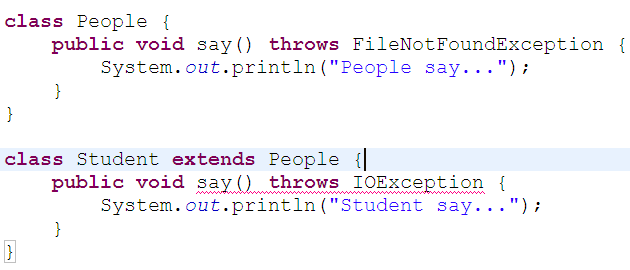 class People {
    public void say() throws FileNotFoundException {
        System.out.println("People say...");
    }
}

class Student extends People {
    public void say() throws IOException {
        System.out.println("Student say...");
    }
}